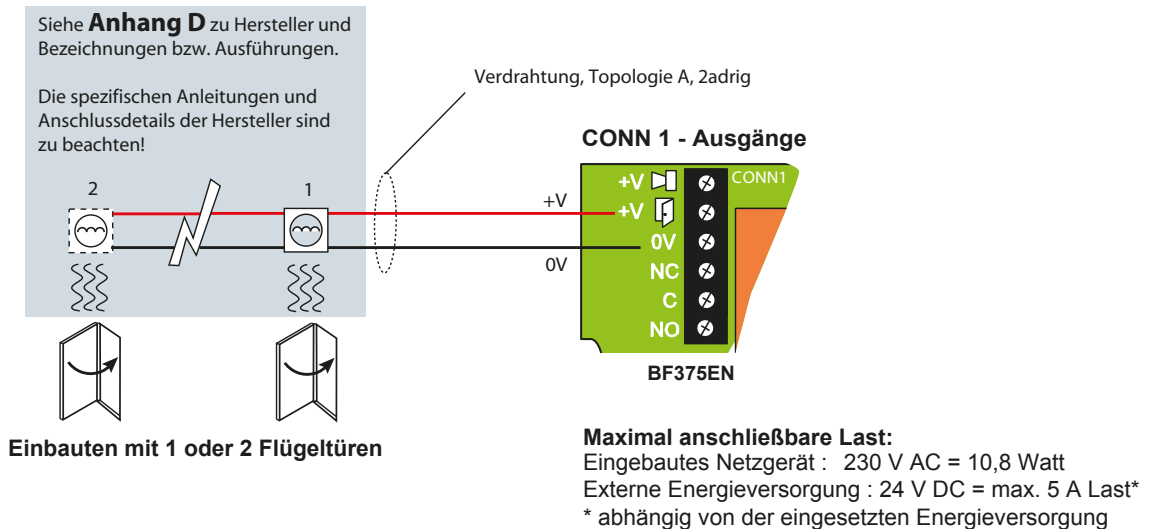 Siehe Anhang D zu Hersteller und
Bezeichnungen bzw. Ausführungen.
Die spezifischen Anleitungen und
Anschlussdetails der Hersteller sind
zu beachten!
Verdrahtung, Topologie A, 2adrig
CONN 1 - Ausgänge
2
1
+V
0V
+V
+V
0V
NC
C
NO
CONN1
BF375EN
Einbauten mit 1 oder 2 Flügeltüren
Maximal anschließbare Last:
Eingebautes Netzgerät : 230 V AC = 10,8 Watt
Externe Energieversorgung : 24 V DC = max. 5 A Last*
* abhängig von der eingesetzten Energieversorgung